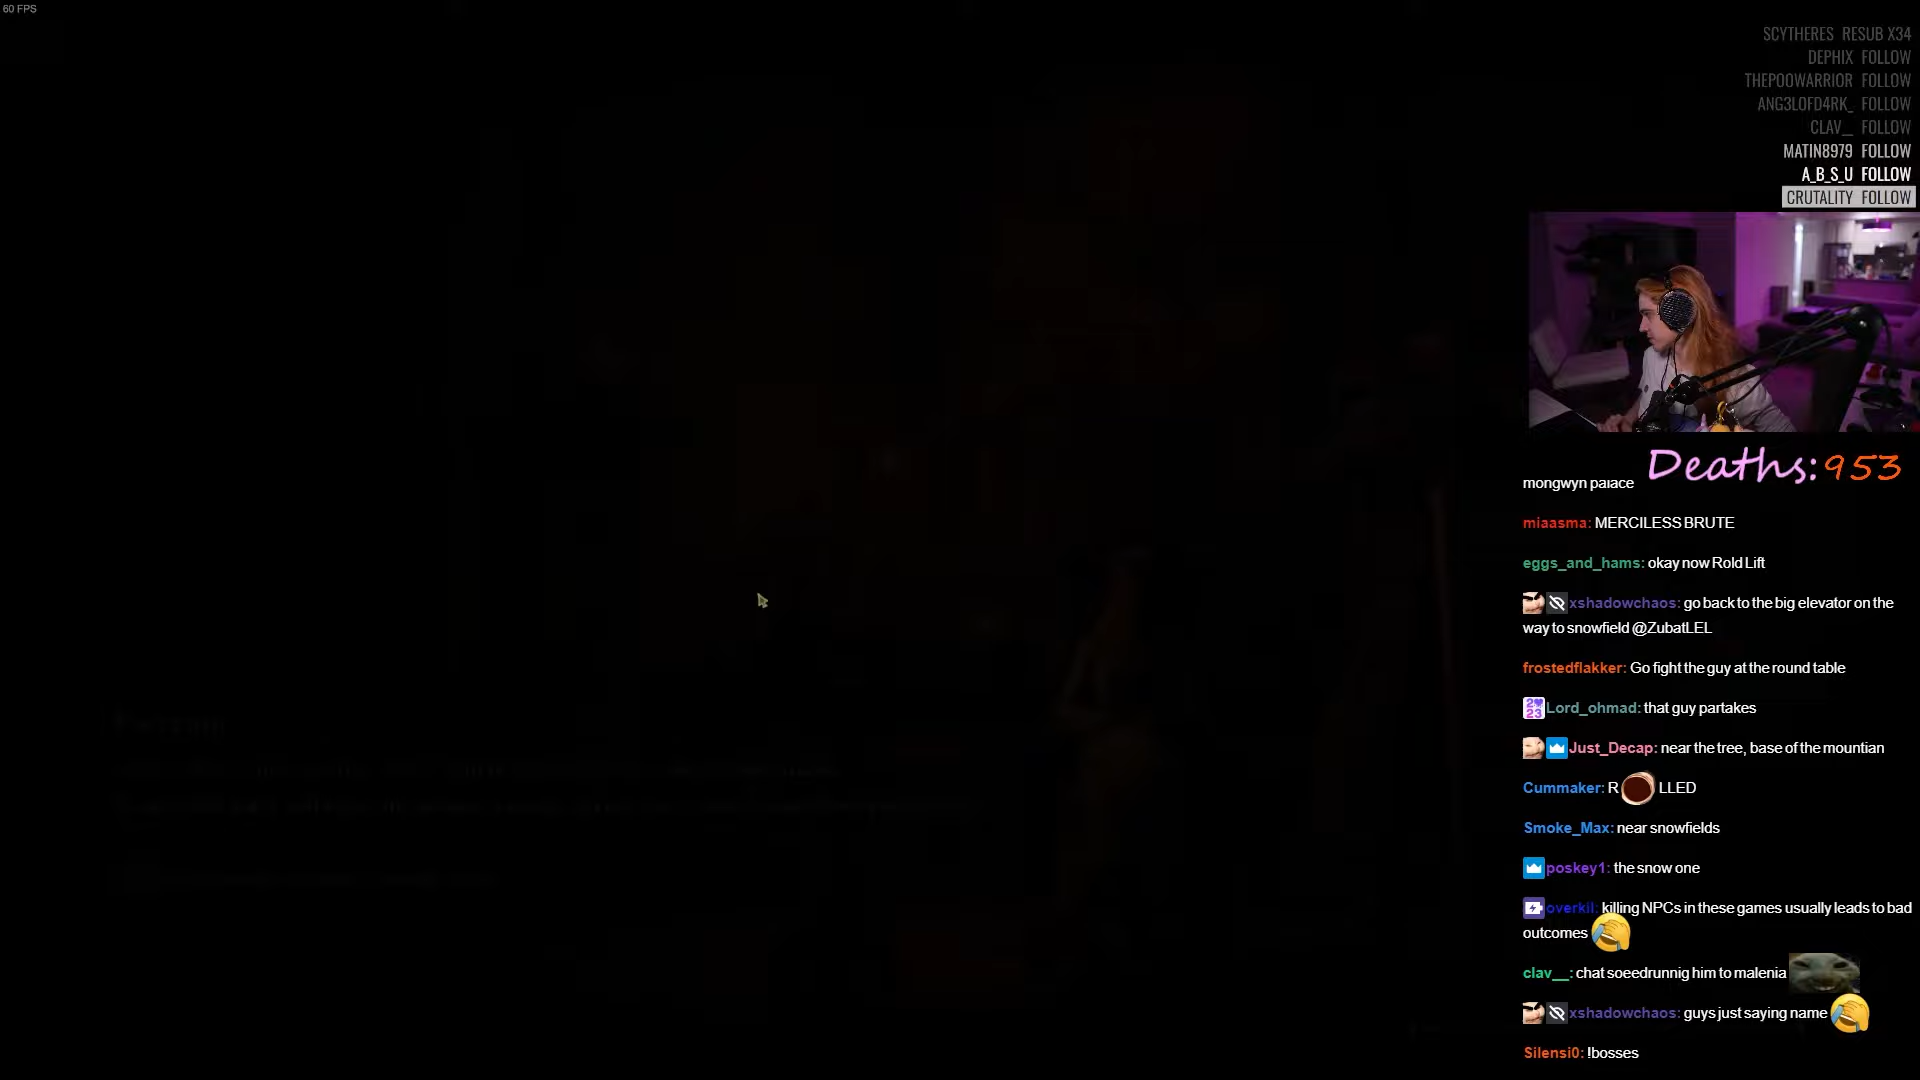 60 FPS
SCYTHERES RESUB X34
DEPHIX FOLLOW
THEPOOWARRIOR FOLLOW
ANG3LOFD4RK_ FOLLOW
CLAV__ FOLLOW
MATIN8979 FOLLOW
A_B_S_U FOLLOW
CRUTALITY FOLLOW
Deaths: 953
mongwyn palace
miaasma: MERCILESS BRUTE
eggs_and_hams: okay now Rold Lift
xshadowchaos: go back to the big elevator on the
way to snowfield @ZubatLEL
frostedflakker: Go fight the guy at the round table
Lord_ohmad: that guy partakes
Just_Decap: near the tree, base of the mountian
Cummaker: R LLED
Smoke_Max: near snowfields
poskey1: the snow one
overkil: killing NPCs in these games usually leads to bad
outcomes
clav__: chat soeedrunnig him to malenia
xshadowchaos: guys just saying name
Silensi0: !bosses